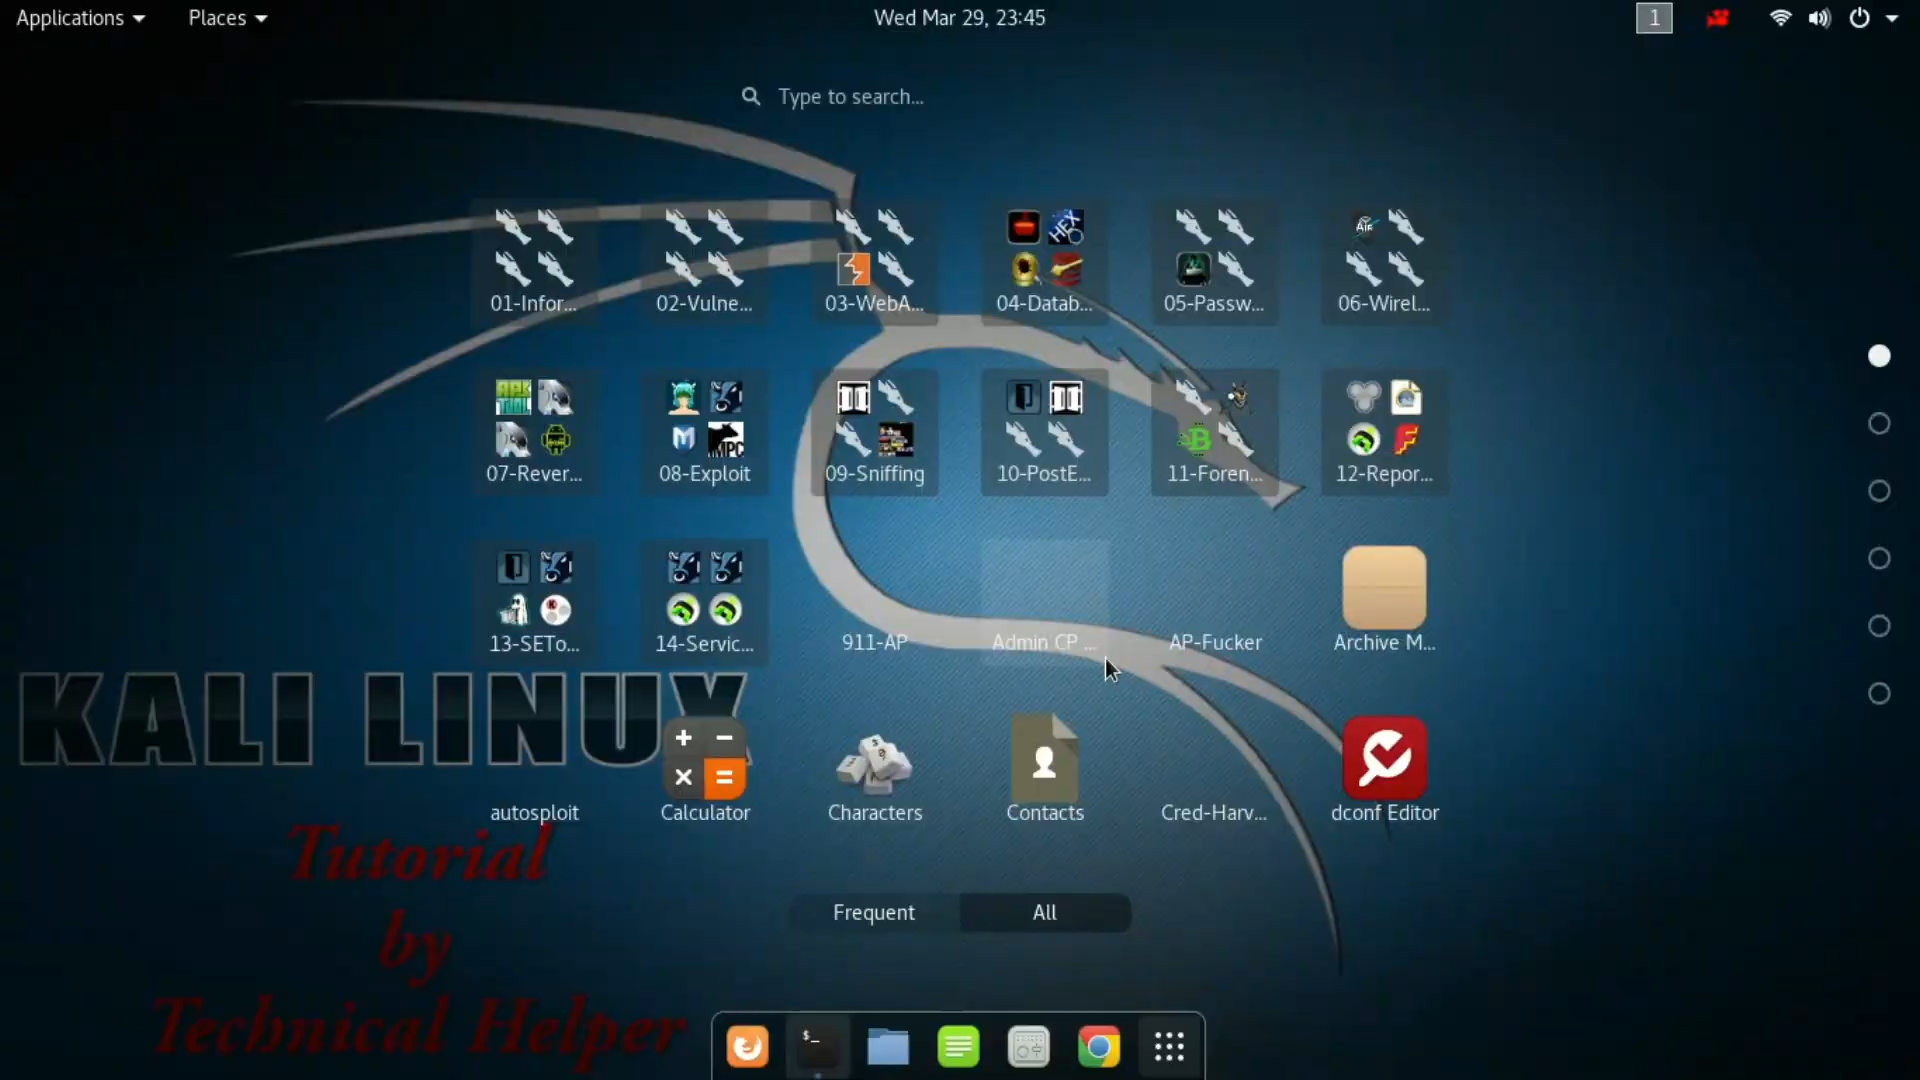 Applications Places Wed Mar 29, 23:45 1
Type to search...
01-Infor... 02-Vulne... 03-WebA... 04-Datab... 05-Passw... 06-Wirel...
07-Rever... 08-Exploit 09-Sniffing 10-PostE... 11-Foren... 12-Repor...
13-SETo... 14-Servic... 911-AP Admin CP ... AP-Fucker Archive M...
KALI LINUX
autosploit Calculator Characters Contacts Cred-Harv... dconf Editor
Tutorial
by
Technical Helper
Frequent All